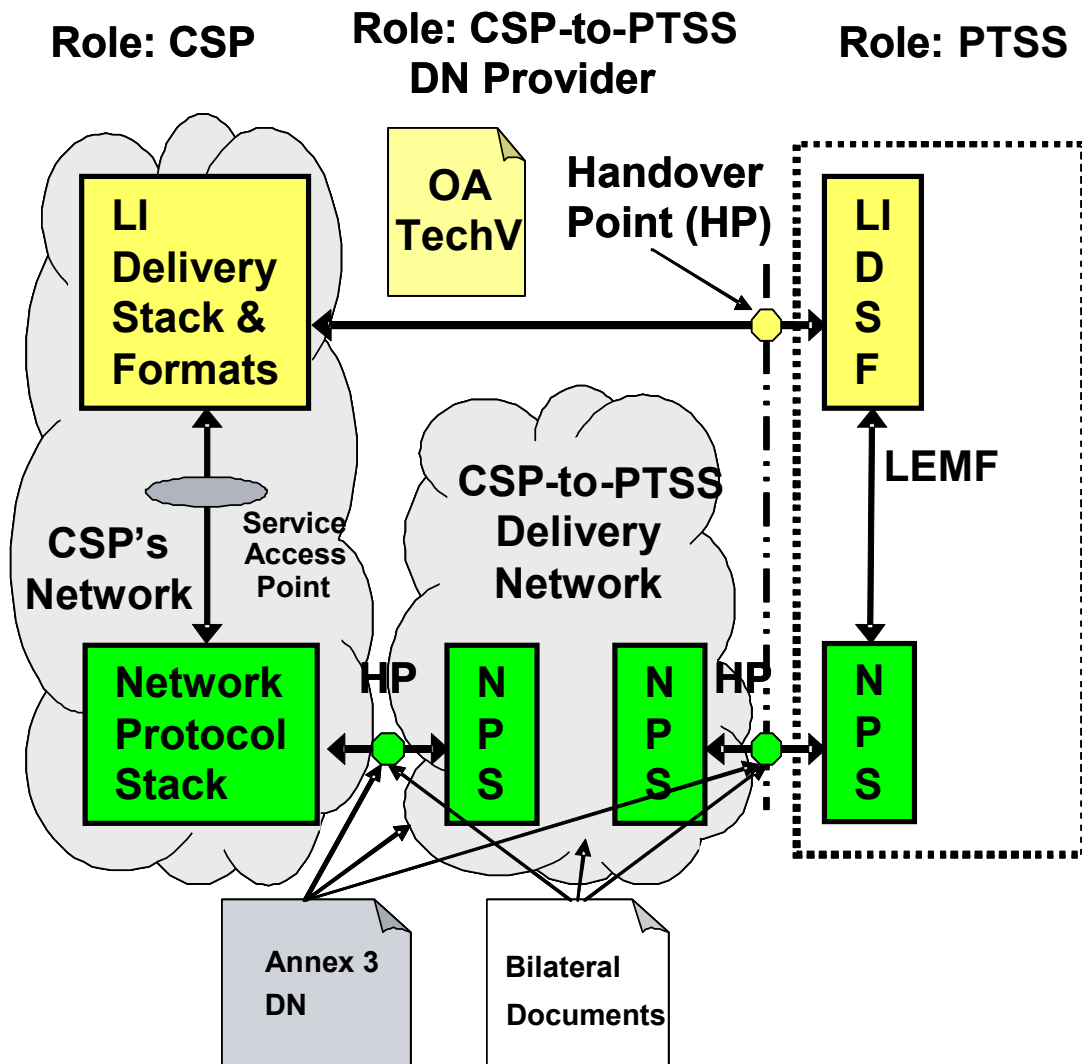 Role: CSP
Role: CSP-to-PTSS
DN Provider
Role: PTSS
OA
TechV
Handover
Point (HP)
LI
Delivery
Stack &
Formats
LI
D
S
F
LEMF
CSP-to-PTSS
Delivery
Network
CSP's
Network
Service
Access
Point
Network
Protocol
Stack
HP
N
P
S
N
P
S
HP
N
P
S
Annex 3
DN
Bilateral
Documents